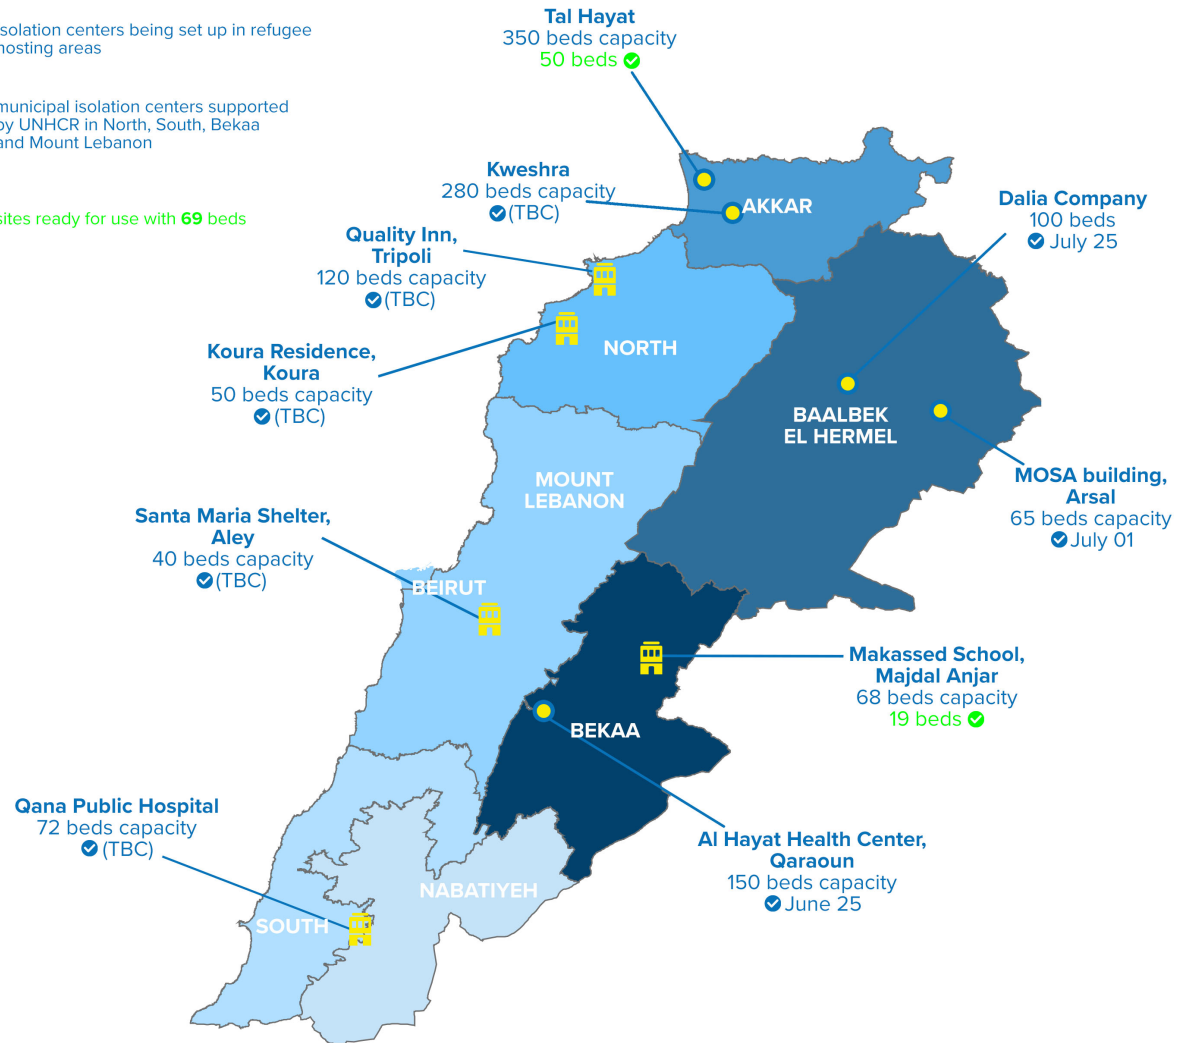 solation centers being set up in refugee
hosting areas
municipal isolation centers supported
by UNHCR in North, South, Bekaa
and Mount Lebanon
sites ready for use with 69 beds
Tal Hayat
350 beds capacity
50 beds
Kweshra
280 beds capacity
(TBC)
AKKAR
Dalia Company
100 beds
July 25
Quality Inn,
Tripoli
120 beds capacity
(TBC)
Koura Residence,
Koura
50 beds capacity
(TBC)
NORTH
BAALBEK
EL HERMEL
MOSA building,
Arsal
65 beds capacity
July 01
MOUNT
LEBANON
Santa Maria Shelter,
Aley
40 beds capacity
(TBC)
BEIRUT
Makassed School,
Majdal Anjar
68 beds capacity
19 beds
BEKAA
Qana Public Hospital
72 beds capacity
(TBC)
Al Hayat Health Center,
Qaraoun
150 beds capacity
June 25
NABATIYEH
SOUTH